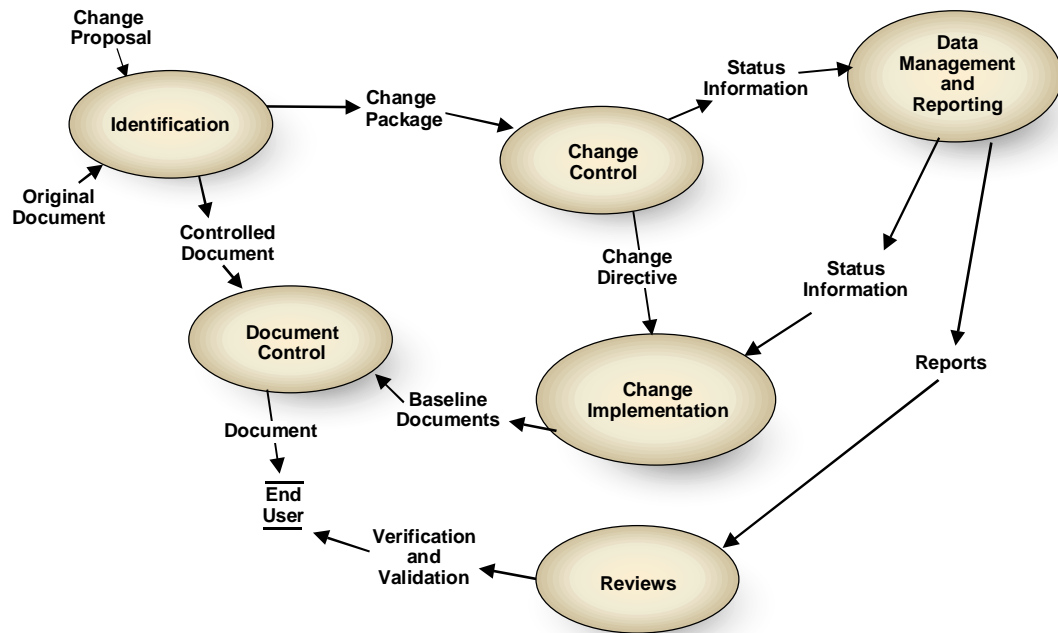 Change
Proposal
Identification
Original
Document
Change
Package
Change
Control
Status
Information
Data
Management
and
Reporting
Controlled
Document
Change
Directive
Status
Information
Document
Control
Baseline
Documents
Change
Implementation
Reports
Document
End
User
Verification
and
Validation
Reviews